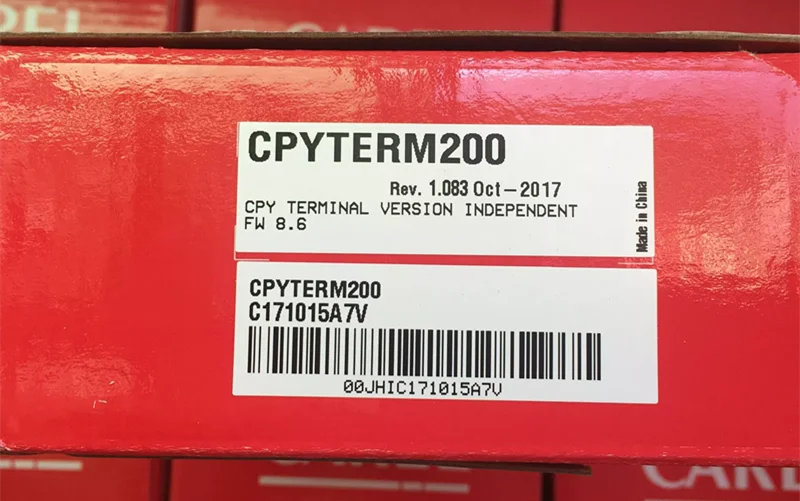 CPYTERM200
Rev. 1.083 Oct-2017
CPY TERMINAL VERSION INDEPENDENT
FW 8.6
Made in China
CPYTERM200
C171015A7V
00JHIC171015A7V